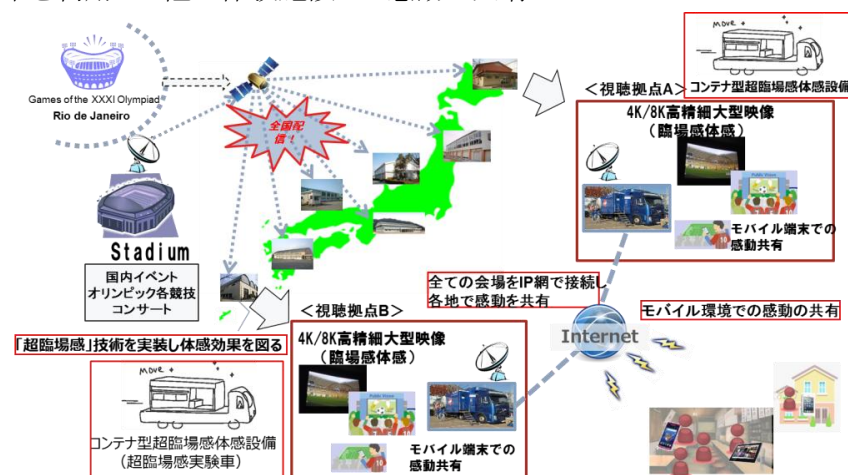 Games of the XXXI Olympiad
Rio de Janeiro
全国配
信!
Stadium
国内イベント
オリンピック各競技
コンサート
move
コンテナ型超臨場感体感設備
<視聴拠点A>
4K/8K高精細大型映像
(臨場感体感)
モバイル端末での
感動共有
全ての会場をIP網で接続し
各地で感動を共有
Internet
モバイル環境での感動の共有
<視聴拠点B>
4K/8K高精細大型映像
(臨場感体感)
モバイル端末での
感動共有
「超臨場感」技術を実装し体感効果を図る
move
コンテナ型超臨場感体感設備
(超臨場感実験車)